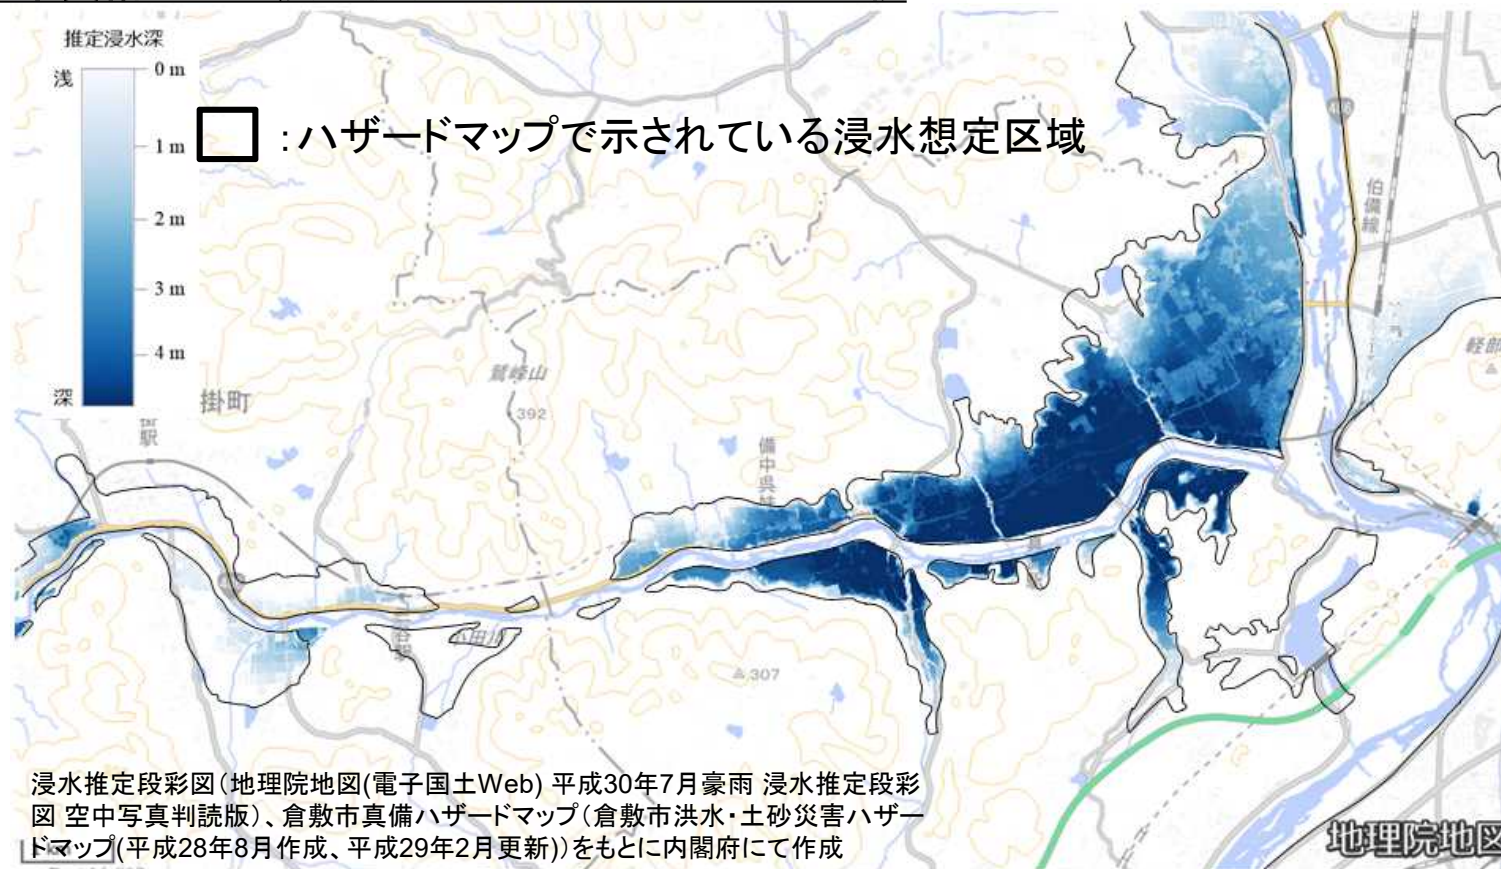 推定浸水深
浅
0 m
1 m
2 m
3 m
4 m
深
：ハザードマップで示されている浸水想定区域
486
伯備線
軽部
鷲峰山
392
掛町
備中呉妹
小田川
307
浸水推定段彩図（地理院地図(電子国土Web) 平成30年7月豪雨 浸水推定段彩
図 空中写真判読版）、倉敷市真備ハザードマップ（倉敷市洪水・土砂災害ハザー
ドマップ(平成28年8月作成、平成29年2月更新)）をもとに内閣府にて作成
地理院地図